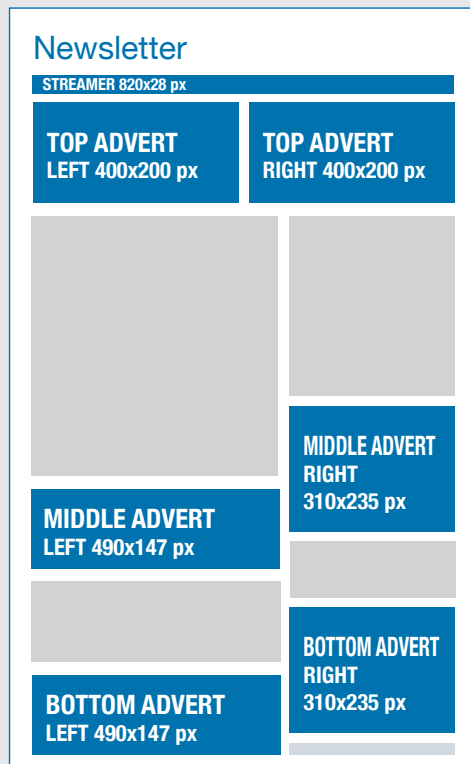 Newsletter
STREAMER 820x28 px
TOP ADVERT
LEFT 400x200 px
TOP ADVERT
RIGHT 400x200 px
MIDDLE ADVERT
RIGHT
310x235 px
MIDDLE ADVERT
LEFT 490x147 px
BOTTOM ADVERT
RIGHT
310x235 px
BOTTOM ADVERT
LEFT 490x147 px